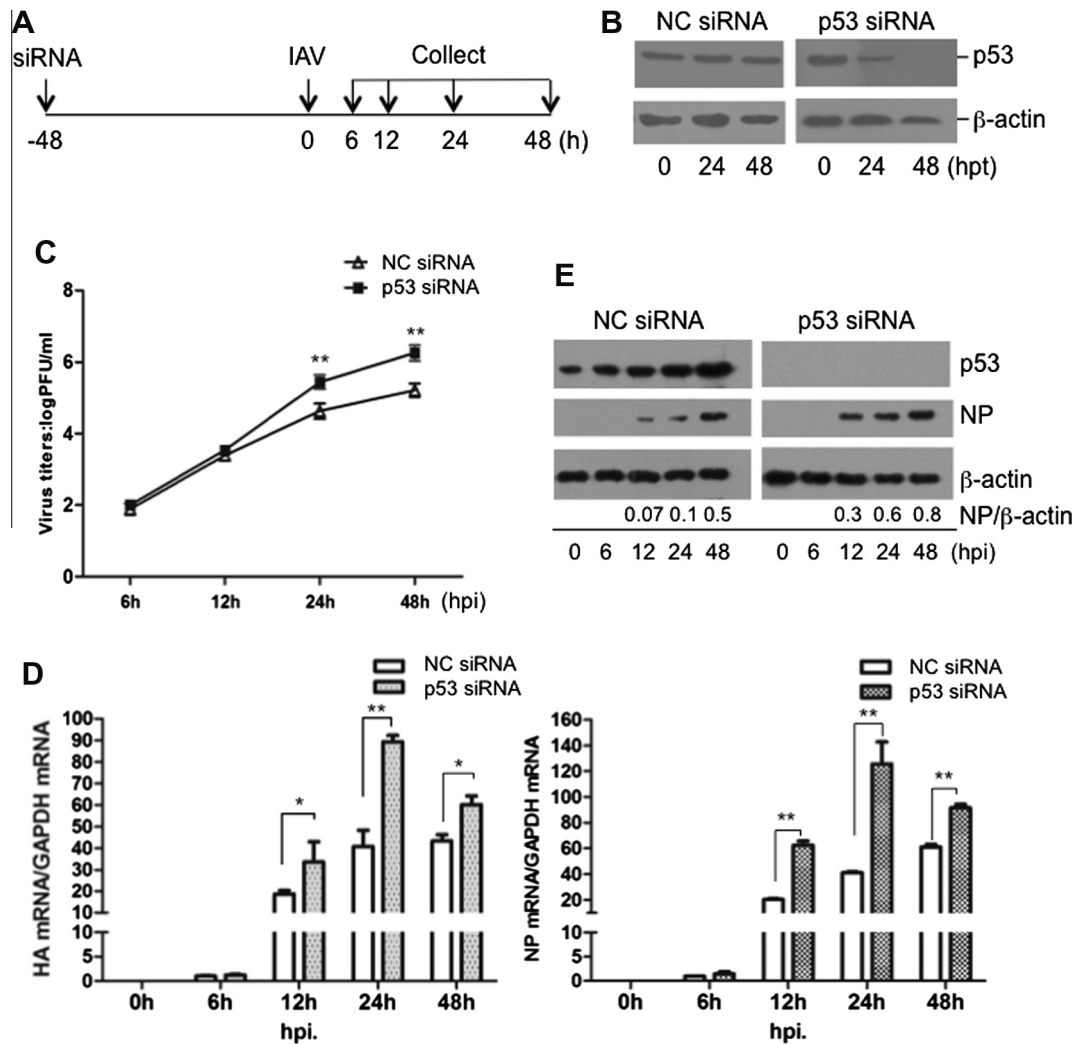 A
siRNA
IAV
Collect
-48
0
6
12
24
48
(h)
B
NC siRNA
p53 siRNA
p53
β-actin
0
24
48
0
24
48
(hpt)
C
NC siRNA
p53 siRNA
Virus titers:logPFU/ml
8
6
4
2
0
**
**
6h
12h
24h
48h
(hpi)
E
NC siRNA
p53 siRNA
p53
NP
β-actin
0.07
0.1
0.5
0.3
0.6
0.8
NP/β-actin
0
6
12
24
48
0
6
12
24
48
(hpi)
D
NC siRNA
p53 siRNA
HA mRNA/GAPDH mRNA
100
90
80
70
60
50
40
30
20
10
10
5
0
*
**
*
0h
6h
12h
24h
48h
hpi.
NC siRNA
p53 siRNA
NP mRNA/GAPDH mRNA
160
140
120
100
80
60
40
20
10
5
0
**
**
**
0h
6h
12h
24h
48h
hpi.